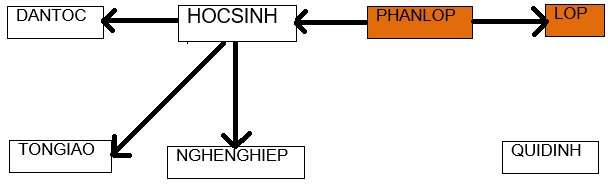 DANTOC
HOCSINH
PHANLOP
LOP
TONGIAO
NGHENGHIEP
QUIDINH